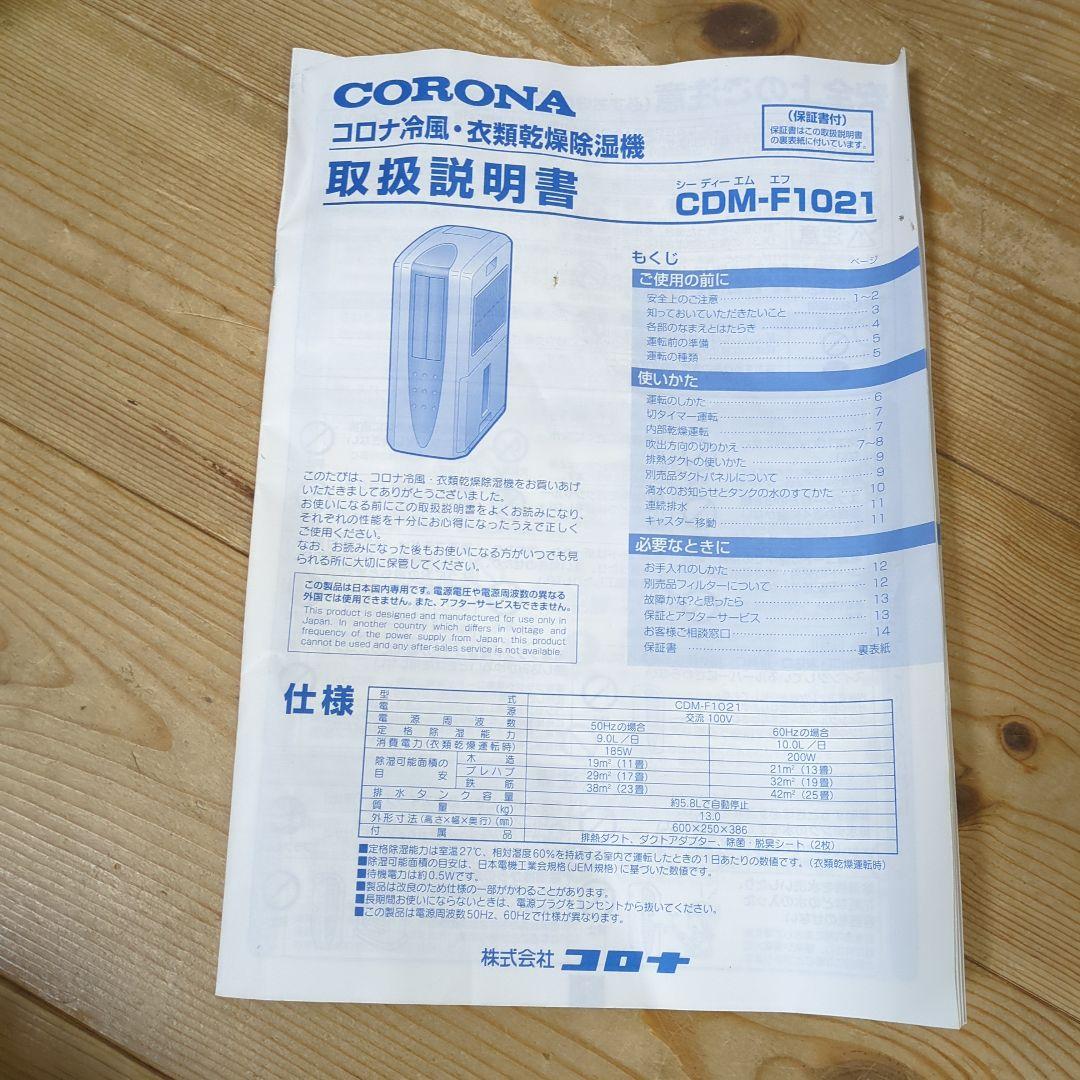 CORONA
コロナ冷風・衣類乾燥除湿機
取扱説明書
(保証書付)
保証書はこの取扱説明書
の裏表紙に付いています。
シー ディー エム エフ
CDM-F1021
もくじ
ページ
ご使用の前に
安全上のご注意 1~2
知っておいていただきたいこと 3
各部のなまえとはたらき 4
運転前の準備 5
運転の種類 5
使いかた
運転のしかた 6
切タイマー運転 7
内部乾燥運転 7
吹出方向の切りかえ 7~8
排熱ダクトの使いかた 9
別売品ダクトパネルについて 9
満水のお知らせとタンクの水のすてかた 10
連続排水 11
キャスター移動 11
必要なときに
お手入れのしかた 12
別売品フィルターについて 12
故障かな?と思ったら 13
保証とアフターサービス 13
お客様ご相談窓口 14
保証書 裏表紙
このたびは、コロナ冷風・衣類乾燥除湿機をお買いあげ
いただきましてありがとうございました。
お使いになる前にこの取扱説明書をよくお読みになり、
それぞれの性能を十分にお心得になったうえで正しく
ご使用ください。
なお、お読みになった後もお使いになる方がいつでも見
られる所に大切に保管してください。
この製品は日本国内専用です。電源電圧や電源周波数の異なる
外国では使用できません。また、アフターサービスもできません。
This product is designed and manufactured for use only in
Japan. In another country which differs in voltage and
frequency of the power supply from Japan, this product
cannot be used and any after-sales service is not available.
仕様
型式 CDM-F1021
電源 交流 100V
電源周波数 50Hzの場合 60Hzの場合
定格除湿能力 9.0L/日 10.0L/日
消費電力(衣類乾燥運転時) 185W 200W
除湿可能面積の目安 木造 19m²(11畳) 21m²(13畳)
プレハブ 29m²(17畳) 32m²(19畳)
鉄筋 38m²(23畳) 42m²(25畳)
排水タンク容量 約5.8Lで自動停止
質量(kg) 13.0
外形寸法(高さ×幅×奥行)(mm) 600×250×386
付属品 排熱ダクト、ダクトアダプター、除菌・脱臭シート(2枚)
■定格除湿能力は室温27℃、相対湿度60%を持続する室内で運転したときの1日あたりの数値です。(衣類乾燥運転時)
■除湿可能面積の目安は、日本電機工業会規格(JEM規格)に基づいた数値です。
■待機電力は約0.5Wです。
■製品は改良のため仕様の一部がかわることがあります。
■長期間お使いにならないときは、電源プラグをコンセントから抜いてください。
■この製品は電源周波数50Hz、60Hzで仕様が異なります。
株式会社 コロナ